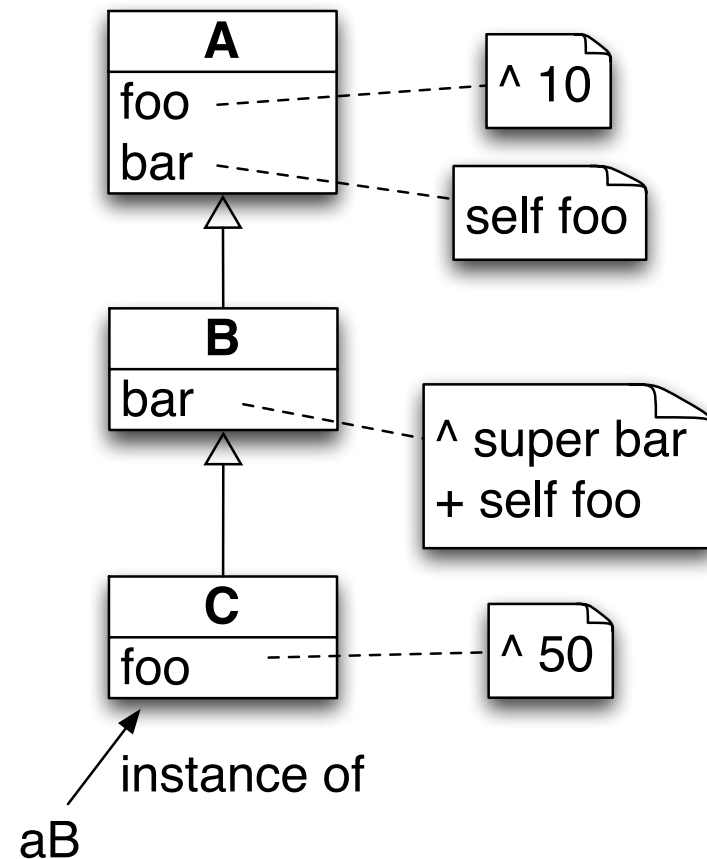 A
foo
bar
^ 10
self foo
B
bar
^ super bar
+ self foo
C
foo
^ 50
instance of
aB